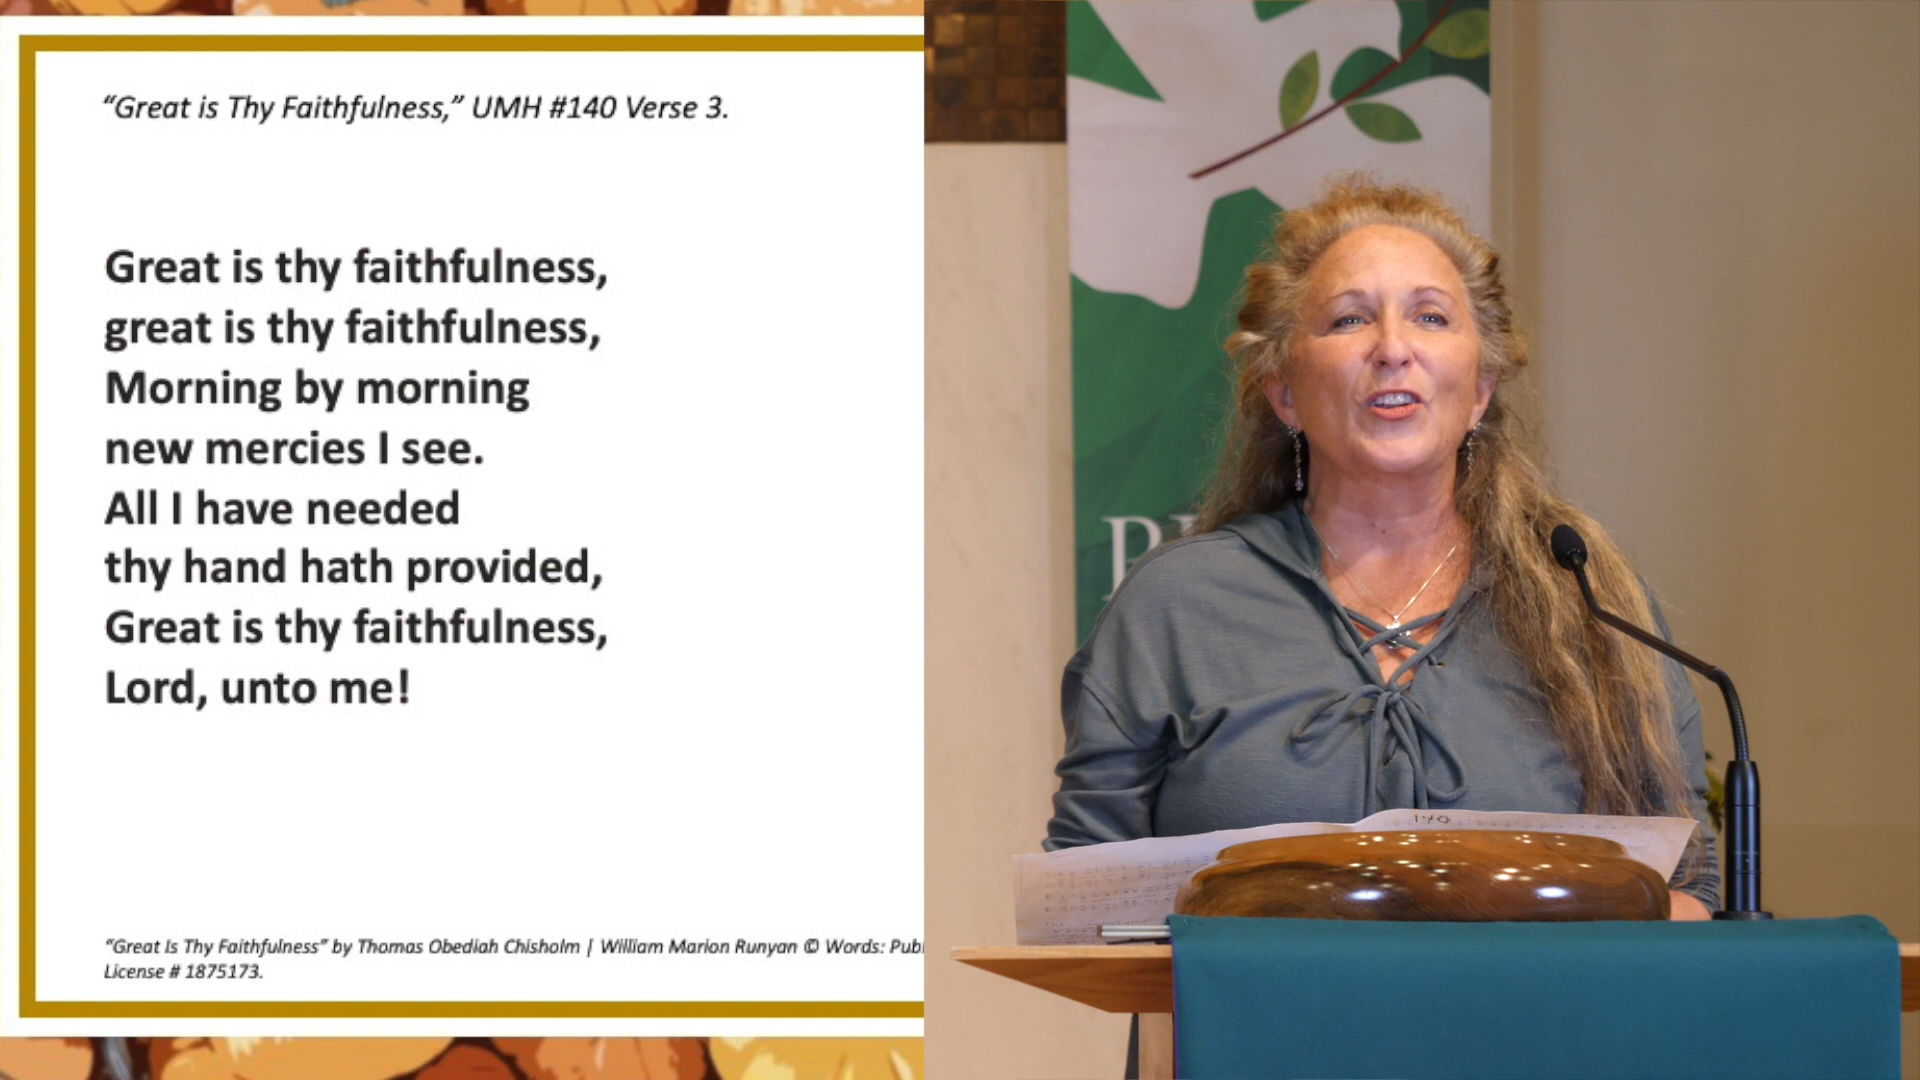 “Great is Thy Faithfulness,” UMH #140 Verse 3.
Great is thy faithfulness,
great is thy faithfulness,
Morning by morning
new mercies I see.
All I have needed
thy hand hath provided,
Great is thy faithfulness,
Lord, unto me!
“Great Is Thy Faithfulness” by Thomas Obediah Chisholm | William Marion Runyan © Words:
License # 1875173.
140